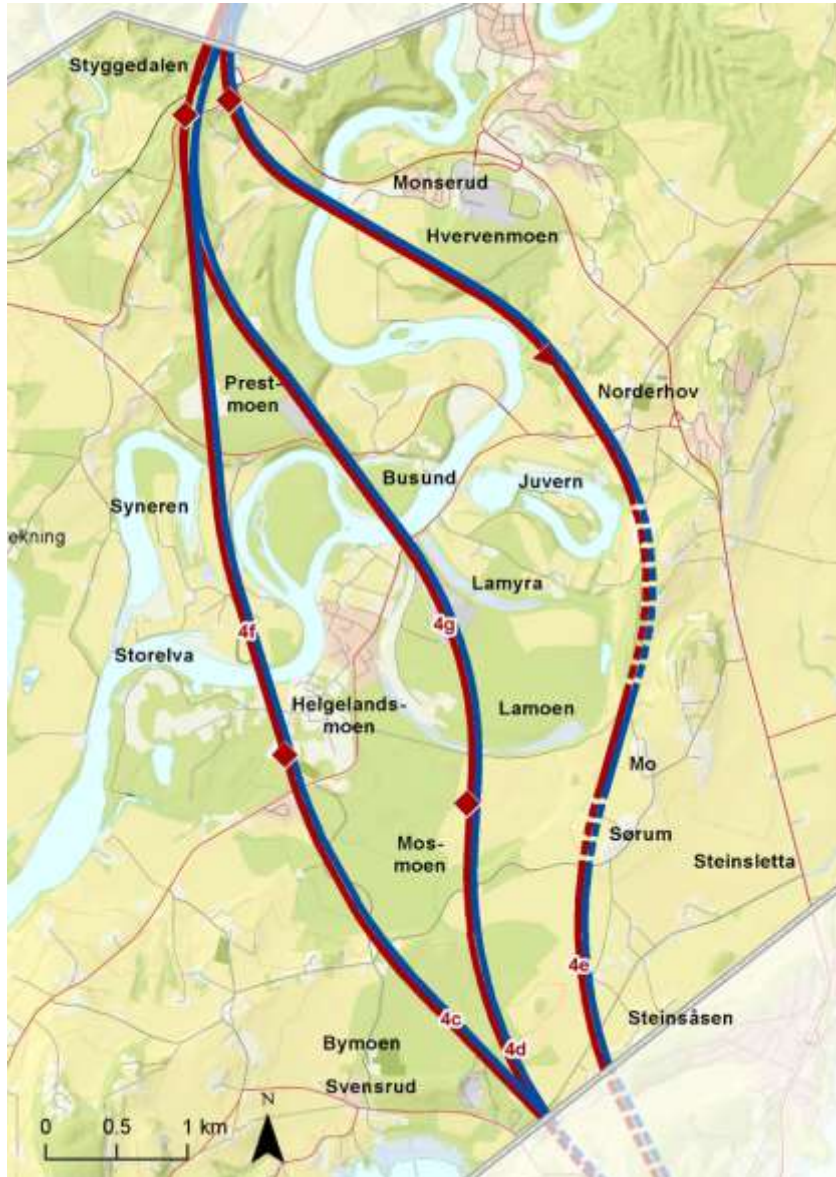 Styggedalen
Monserud
Hvervenmoen
Prest-
moen
Norderhov
Busund
Juvern
Syneren
ekning
Lamyra
4f
4g
Storelva
Helgelands-
moen
Lamoen
Mo
Mos-
moen
Sørum
Steinsletta
4e
4c
Steinsåsen
Bymoen
4d
Svensrud
N
0 0.5 1 km